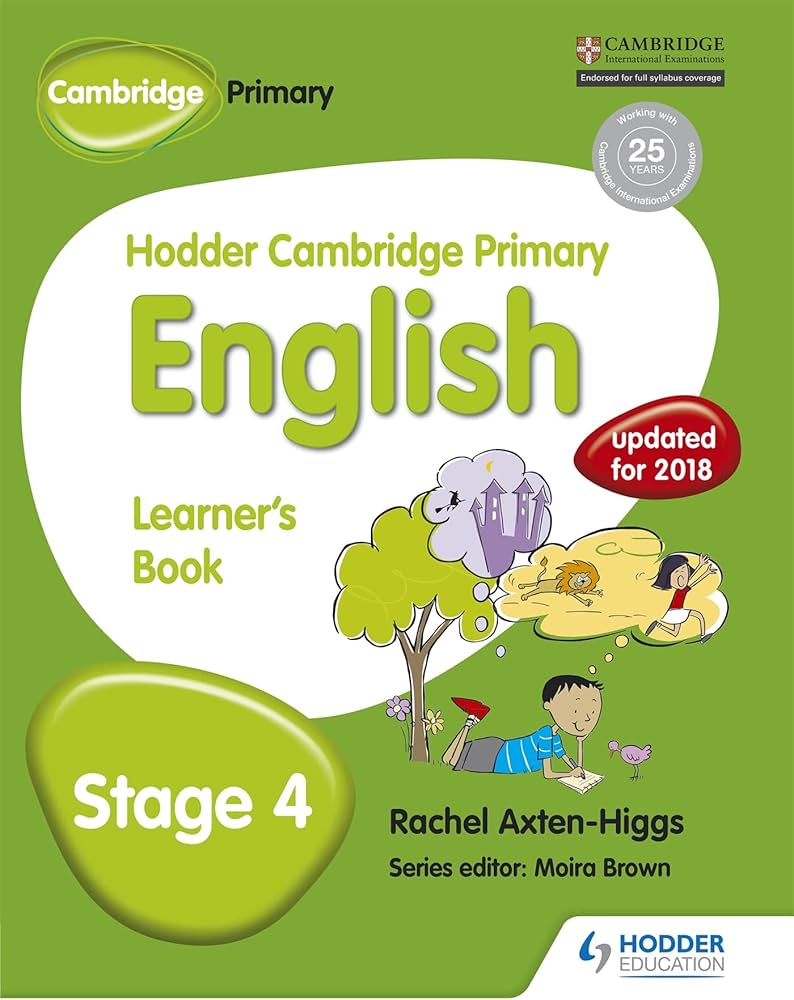 CAMBRIDGE
International Examinations
Endorsed for full syllabus coverage
Cambridge Primary
Working with
25
YEARS
Cambridge International Examinations
Hodder Cambridge Primary
English
updated
for 2018
Learner's
Book
Stage 4
Rachel Axten-Higgs
Series editor: Moira Brown
HODDER
EDUCATION